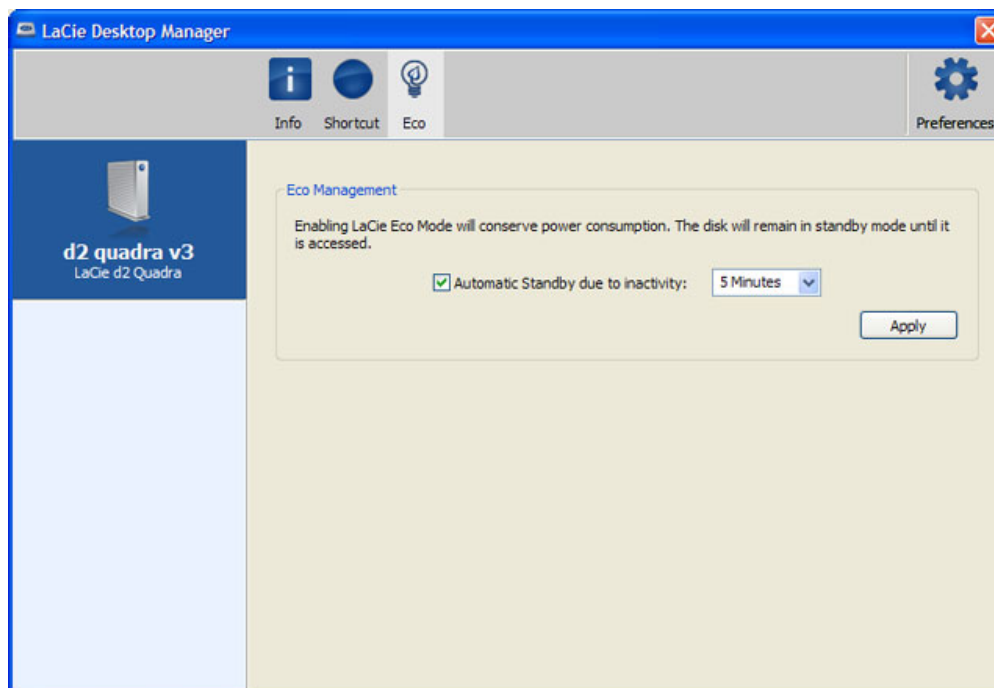 LaCie Desktop Manager
Info Shortcut Eco Preferences
d2 quadra v3
LaCie d2 Quadra
Eco Management
Enabling LaCie Eco Mode will conserve power consumption. The disk will remain in standby mode until it
is accessed.
Automatic Standby due to inactivity: 5 Minutes
Apply